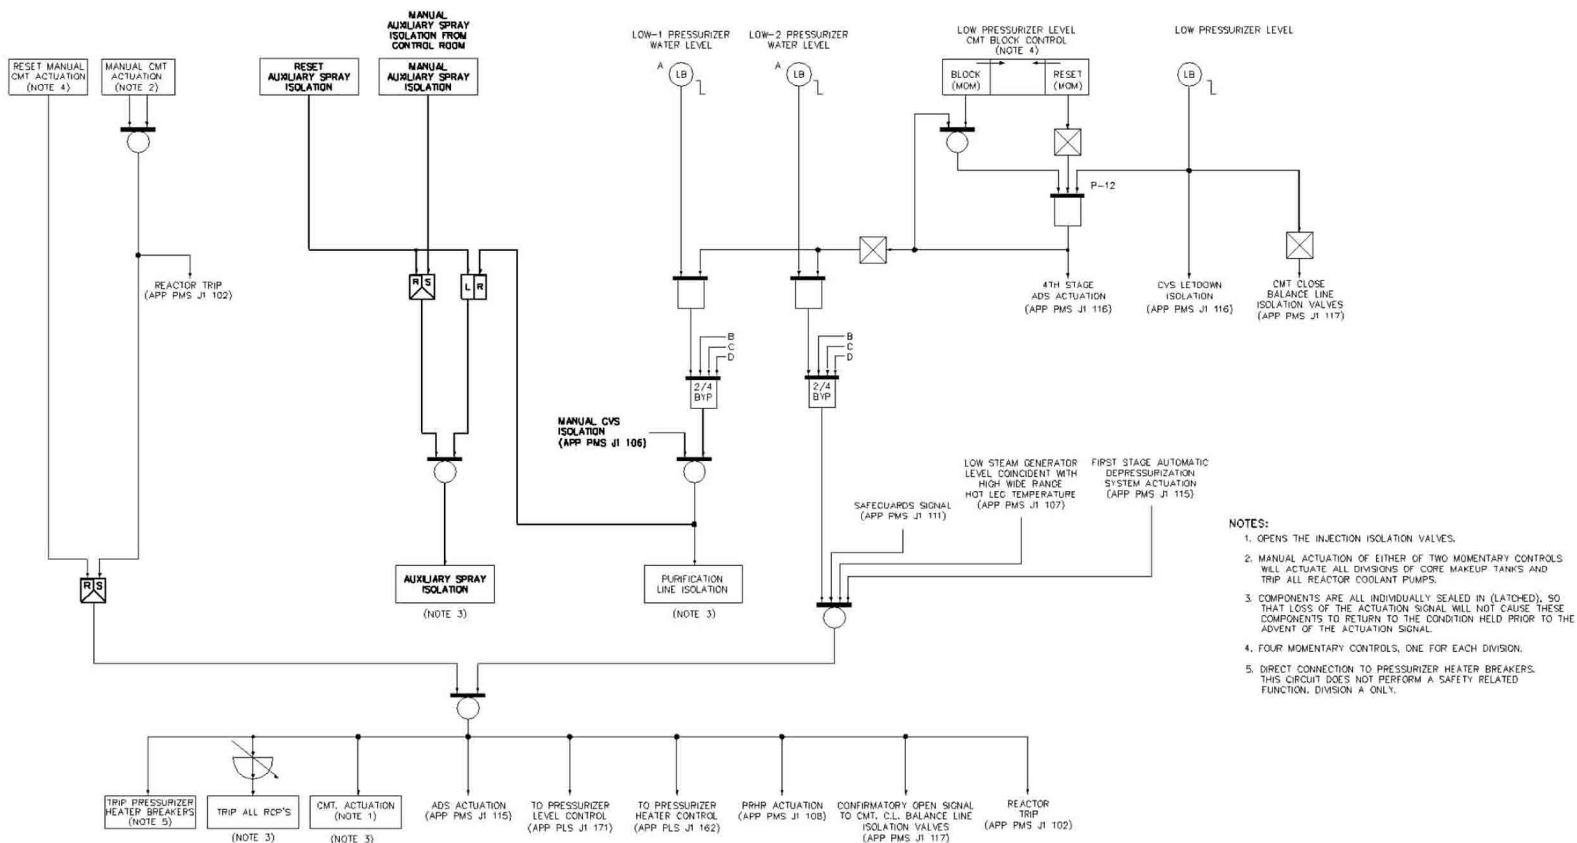 MANUAL
AUXILIARY SPRAY
ISOLATION FROM
CONTROL ROOM
LOW-1 PRESSURIZER
WATER LEVEL
LOW-2 PRESSURIZER
WATER LEVEL
LOW PRESSURIZER LEVEL
CMT BLOCK CONTROL
(NOTE 4)
LOW PRESSURIZER LEVEL
RESET MANUAL
CMT ACTUATION
(NOTE 4)
MANUAL CMT
ACTUATION
(NOTE 2)
RESET
AUXILIARY SPRAY
ISOLATION
MANUAL
AUXILIARY SPRAY
ISOLATION
A
LB
A
LB
BLOCK
(MOM)
RESET
(MOM)
LB
P-12
REACTOR TRIP
(APP PMS J1 102)
R S
L R
4TH STAGE
ADS ACTUATION
(APP PMS J1 116)
CVS LETDOWN
ISOLATION
(APP PMS J1 116)
CMT CLOSE
BALANCE LINE
ISOLATION VALVES
(APP PMS J1 117)
B
C
D
B
C
D
2/4
BYP
2/4
BYP
MANUAL CVS
ISOLATION
(APP PMS J1 106)
SAFEGUARDS SIGNAL
(APP PMS J1 111)
LOW STEAM GENERATOR
LEVEL COINCIDENT WITH
HIGH WIDE RANGE
HOT LEG TEMPERATURE
(APP PMS J1 107)
FIRST STAGE AUTOMATIC
DEPRESSURIZATION
SYSTEM ACTUATION
(APP PMS J1 115)
R S
AUXILIARY SPRAY
ISOLATION
(NOTE 3)
PURIFICATION
LINE ISOLATION
(NOTE 3)
NOTES:
1. OPENS THE INJECTION ISOLATION VALVES.
2. MANUAL ACTUATION OF EITHER OF TWO MOMENTARY CONTROLS
WILL ACTUATE ALL DIVISIONS OF CORE MAKEUP TANKS AND
TRIP ALL REACTOR COOLANT PUMPS.
3. COMPONENTS ARE ALL INDIVIDUALLY SEALED IN (LATCHED), SO
THAT LOSS OF THE ACTUATION SIGNAL WILL NOT CAUSE THESE
COMPONENTS TO RETURN TO THE CONDITION HELD PRIOR TO THE
ADVENT OF THE ACTUATION SIGNAL.
4. FOUR MOMENTARY CONTROLS, ONE FOR EACH DIVISION.
5. DIRECT CONNECTION TO PRESSURIZER HEATER BREAKERS.
THIS CIRCUIT DOES NOT PERFORM A SAFETY RELATED
FUNCTION. DIVISION A ONLY.
TRIP PRESSURIZER
HEATER BREAKERS
(NOTE 5)
TRIP ALL RCP'S
(NOTE 3)
CMT. ACTUATION
(NOTE 1)
(NOTE 3)
ADS ACTUATION
(APP PMS J1 115)
TO PRESSURIZER
LEVEL CONTROL
(APP PLS J1 171)
TO PRESSURIZER
HEATER CONTROL
(APP PLS J1 162)
PRHR ACTUATION
(APP PMS J1 108)
CONFIRMATORY OPEN SIGNAL
TO CMT. C.L. BALANCE LINE
ISOLATION VALVES
(APP PMS J1 117)
REACTOR
TRIP
(APP PMS J1 102)